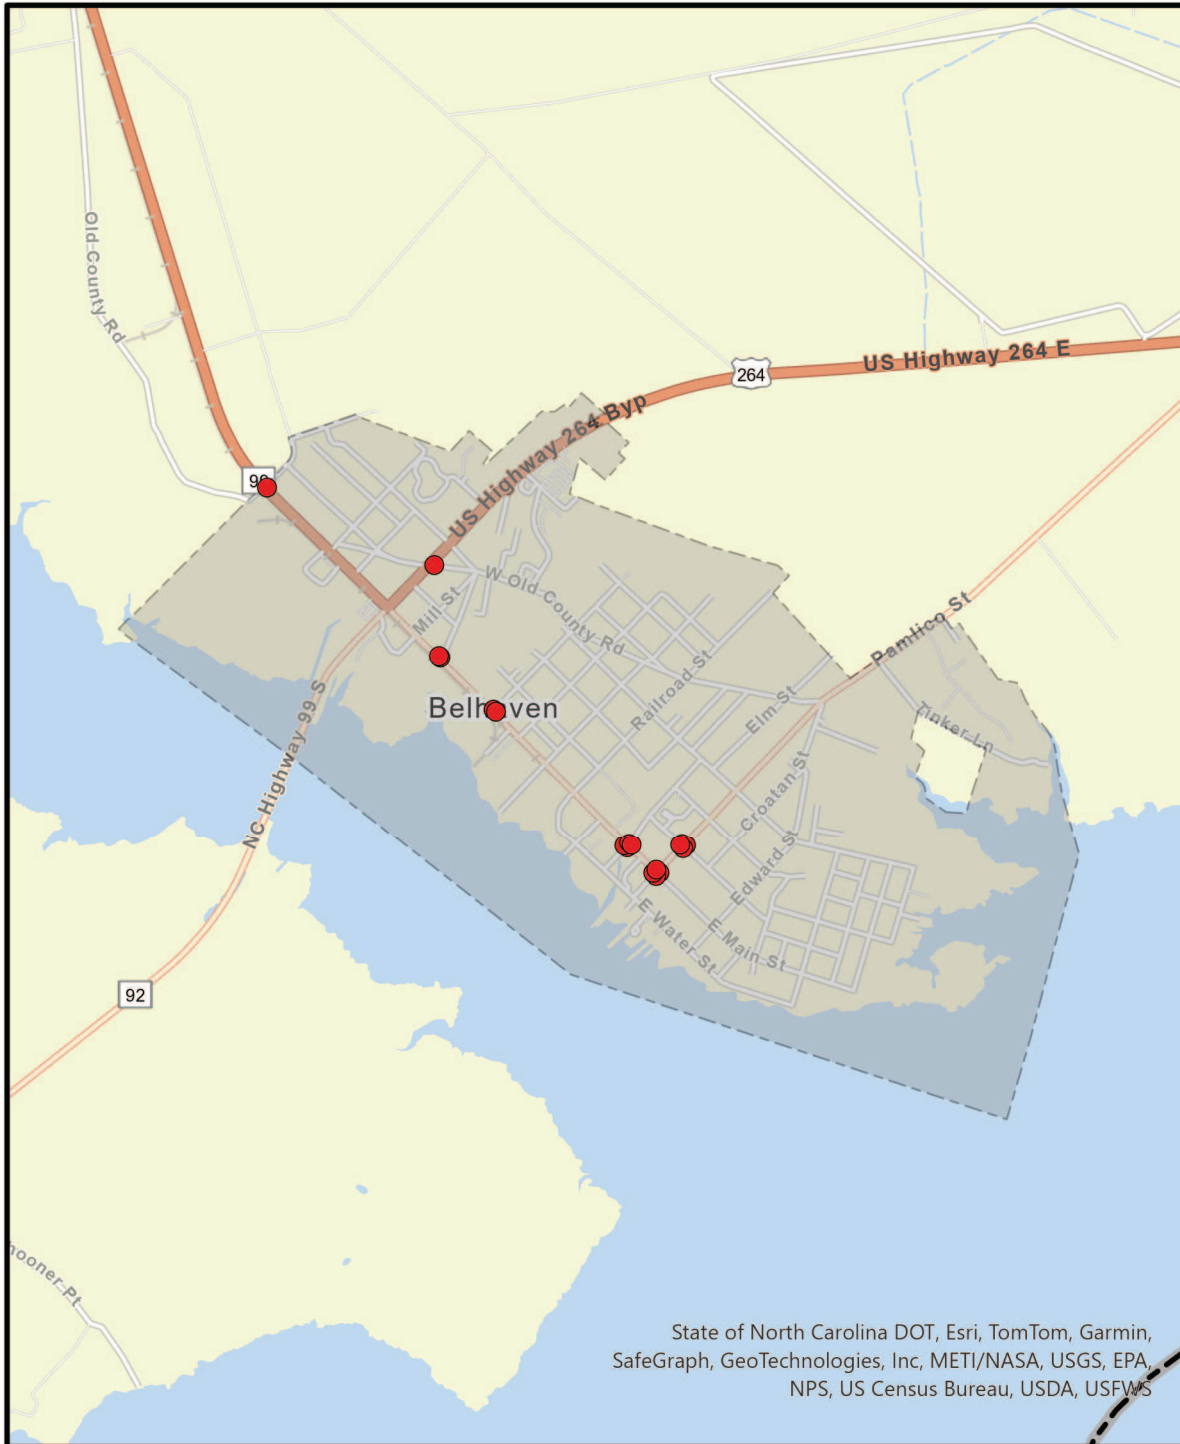 Old County Rd
US Highway 264 E
264
US Highway 264 Byp
Mill St
W Old County Rd
Pamlico St
Railroad St
Elm St
Tinker Ln
NC Highway 99 S
Belhaven
Croatan St
Edward St
E Water St
E Main St
92
State of North Carolina DOT, Esri, TomTom, Garmin,
SafeGraph, GeoTechnologies, Inc, METI/NASA, USGS, EPA,
NPS, US Census Bureau, USDA, USFWS